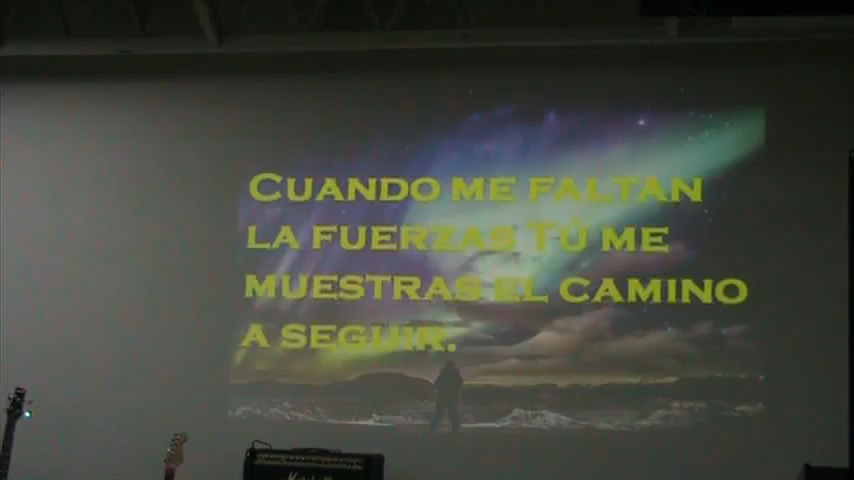 Cuando me faltan
la fuerzas Tú me
muestras el camino
a seguir.